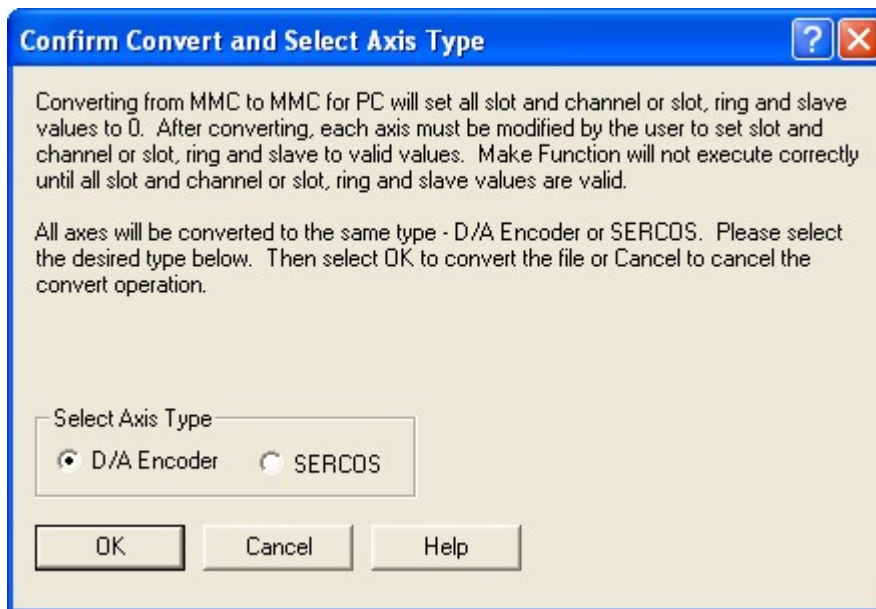 Confirm Convert and Select Axis Type
Converting from MMC to MMC for PC will set all slot and channel or slot, ring and slave
values to 0.  After converting, each axis must be modified by the user to set slot and
channel or slot, ring and slave to valid values.  Make Function will not execute correctly
until all slot and channel or slot, ring and slave values are valid.
All axes will be converted to the same type - D/A Encoder or SERCOS.  Please select
the desired type below.  Then select OK to convert the file or Cancel to cancel the
convert operation.
Select Axis Type
D/A Encoder SERCOS
OK Cancel Help